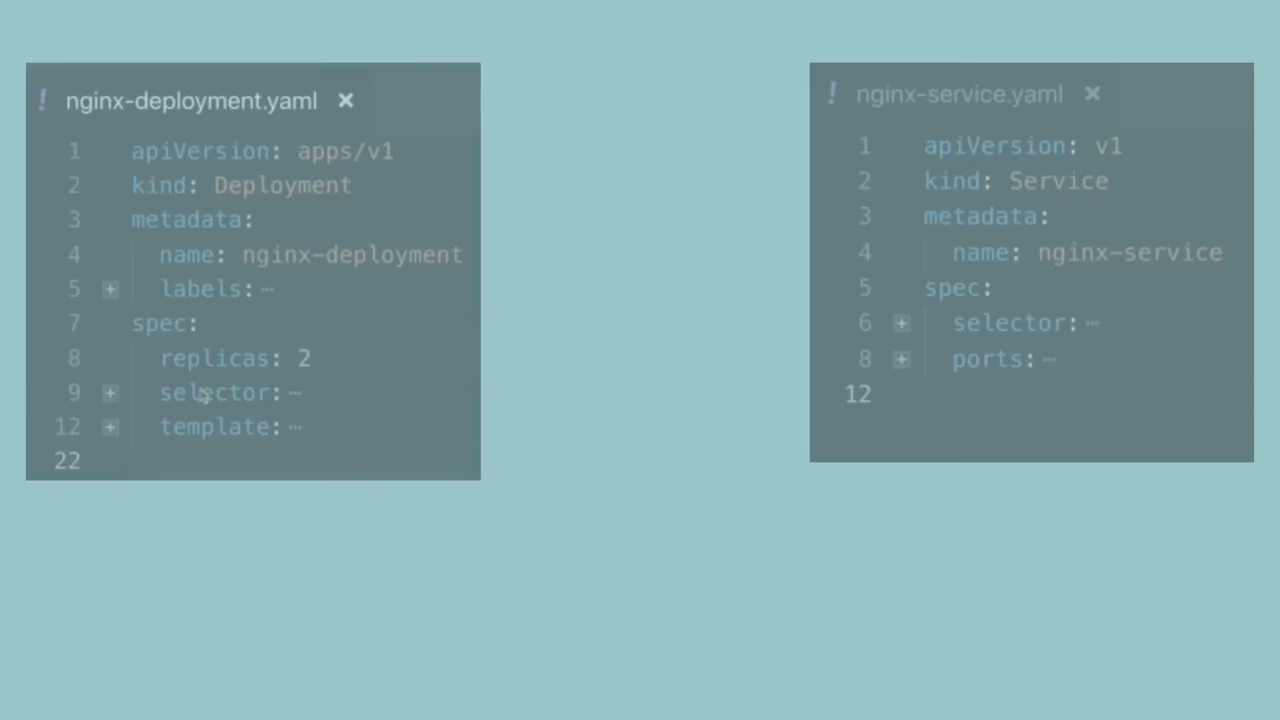 ! nginx-deployment.yaml ×
1 apiVersion: apps/v1
2 kind: Deployment
3 metadata:
4 name: nginx-deployment
5 + labels: ⋯
7 spec:
8 replicas: 2
9 + selector: ⋯
12 + template: ⋯
22
! nginx-service.yaml ×
1 apiVersion: v1
2 kind: Service
3 metadata:
4 name: nginx-service
5 spec:
6 + selector: ⋯
8 + ports: ⋯
12